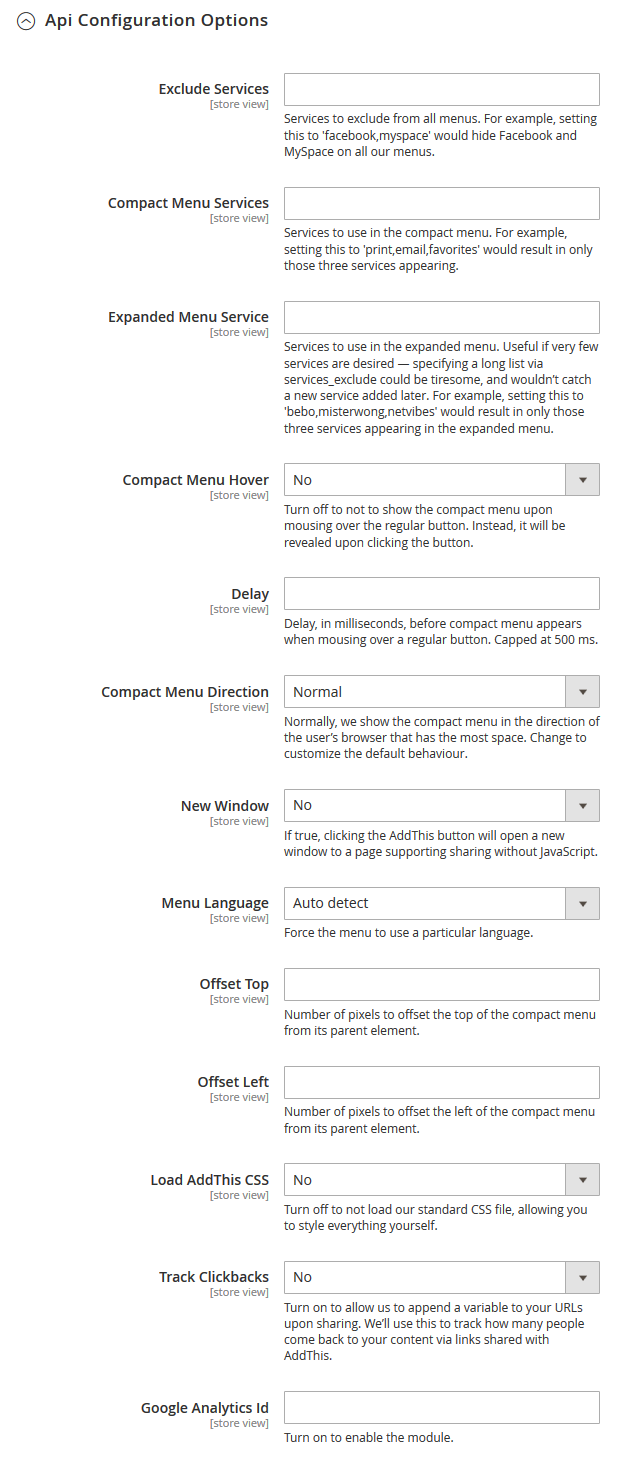 Api Configuration Options
Exclude Services
[store view]
Services to exclude from all menus. For example, setting
this to 'facebook,myspace' would hide Facebook and
MySpace on all our menus.
Compact Menu Services
[store view]
Services to use in the compact menu. For example,
setting this to 'print,email,favorites' would result in only
those three services appearing.
Expanded Menu Service
[store view]
Services to use in the expanded menu. Useful if very few
services are desired — specifying a long list via
services_exclude could be tiresome, and wouldn't catch
a new service added later. For example, setting this to
'bebo,misterwong,netvibes' would result in only those
three services appearing in the expanded menu.
Compact Menu Hover
[store view]
No
Turn off to not to show the compact menu upon
mousing over the regular button. Instead, it will be
revealed upon clicking the button.
Delay
[store view]
Delay, in milliseconds, before compact menu appears
when mousing over a regular button. Capped at 500 ms.
Compact Menu Direction
[store view]
Normal
Normally, we show the compact menu in the direction of
the user's browser that has the most space. Change to
customize the default behaviour.
New Window
[store view]
No
If true, clicking the AddThis button will open a new
window to a page supporting sharing without JavaScript.
Menu Language
[store view]
Auto detect
Force the menu to use a particular language.
Offset Top
[store view]
Number of pixels to offset the top of the compact menu
from its parent element.
Offset Left
[store view]
Number of pixels to offset the left of the compact menu
from its parent element.
Load AddThis CSS
[store view]
No
Turn off to not load our standard CSS file, allowing you
to style everything yourself.
Track Clickbacks
[store view]
No
Turn on to allow us to append a variable to your URLs
upon sharing. We'll use this to track how many people
come back to your content via links shared with
AddThis.
Google Analytics Id
[store view]
Turn on to enable the module.